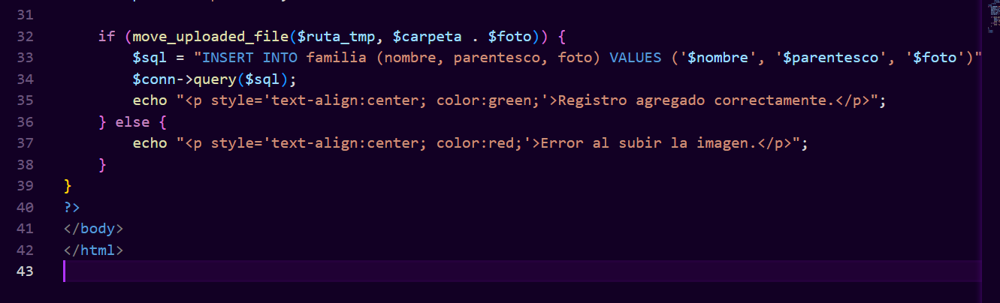 31
32 if (move_uploaded_file($ruta_tmp, $carpeta . $foto)) {
33 $sql = "INSERT INTO familia (nombre, parentesco, foto) VALUES ('$nombre', '$parentesco', '$foto')"
34 $conn->query($sql);
35 echo "<p style='text-align:center; color:green;'>Registro agregado correctamente.</p>";
36 } else {
37 echo "<p style='text-align:center; color:red;'>Error al subir la imagen.</p>";
38 }
39 }
40 ?>
41 </body>
42 </html>
43